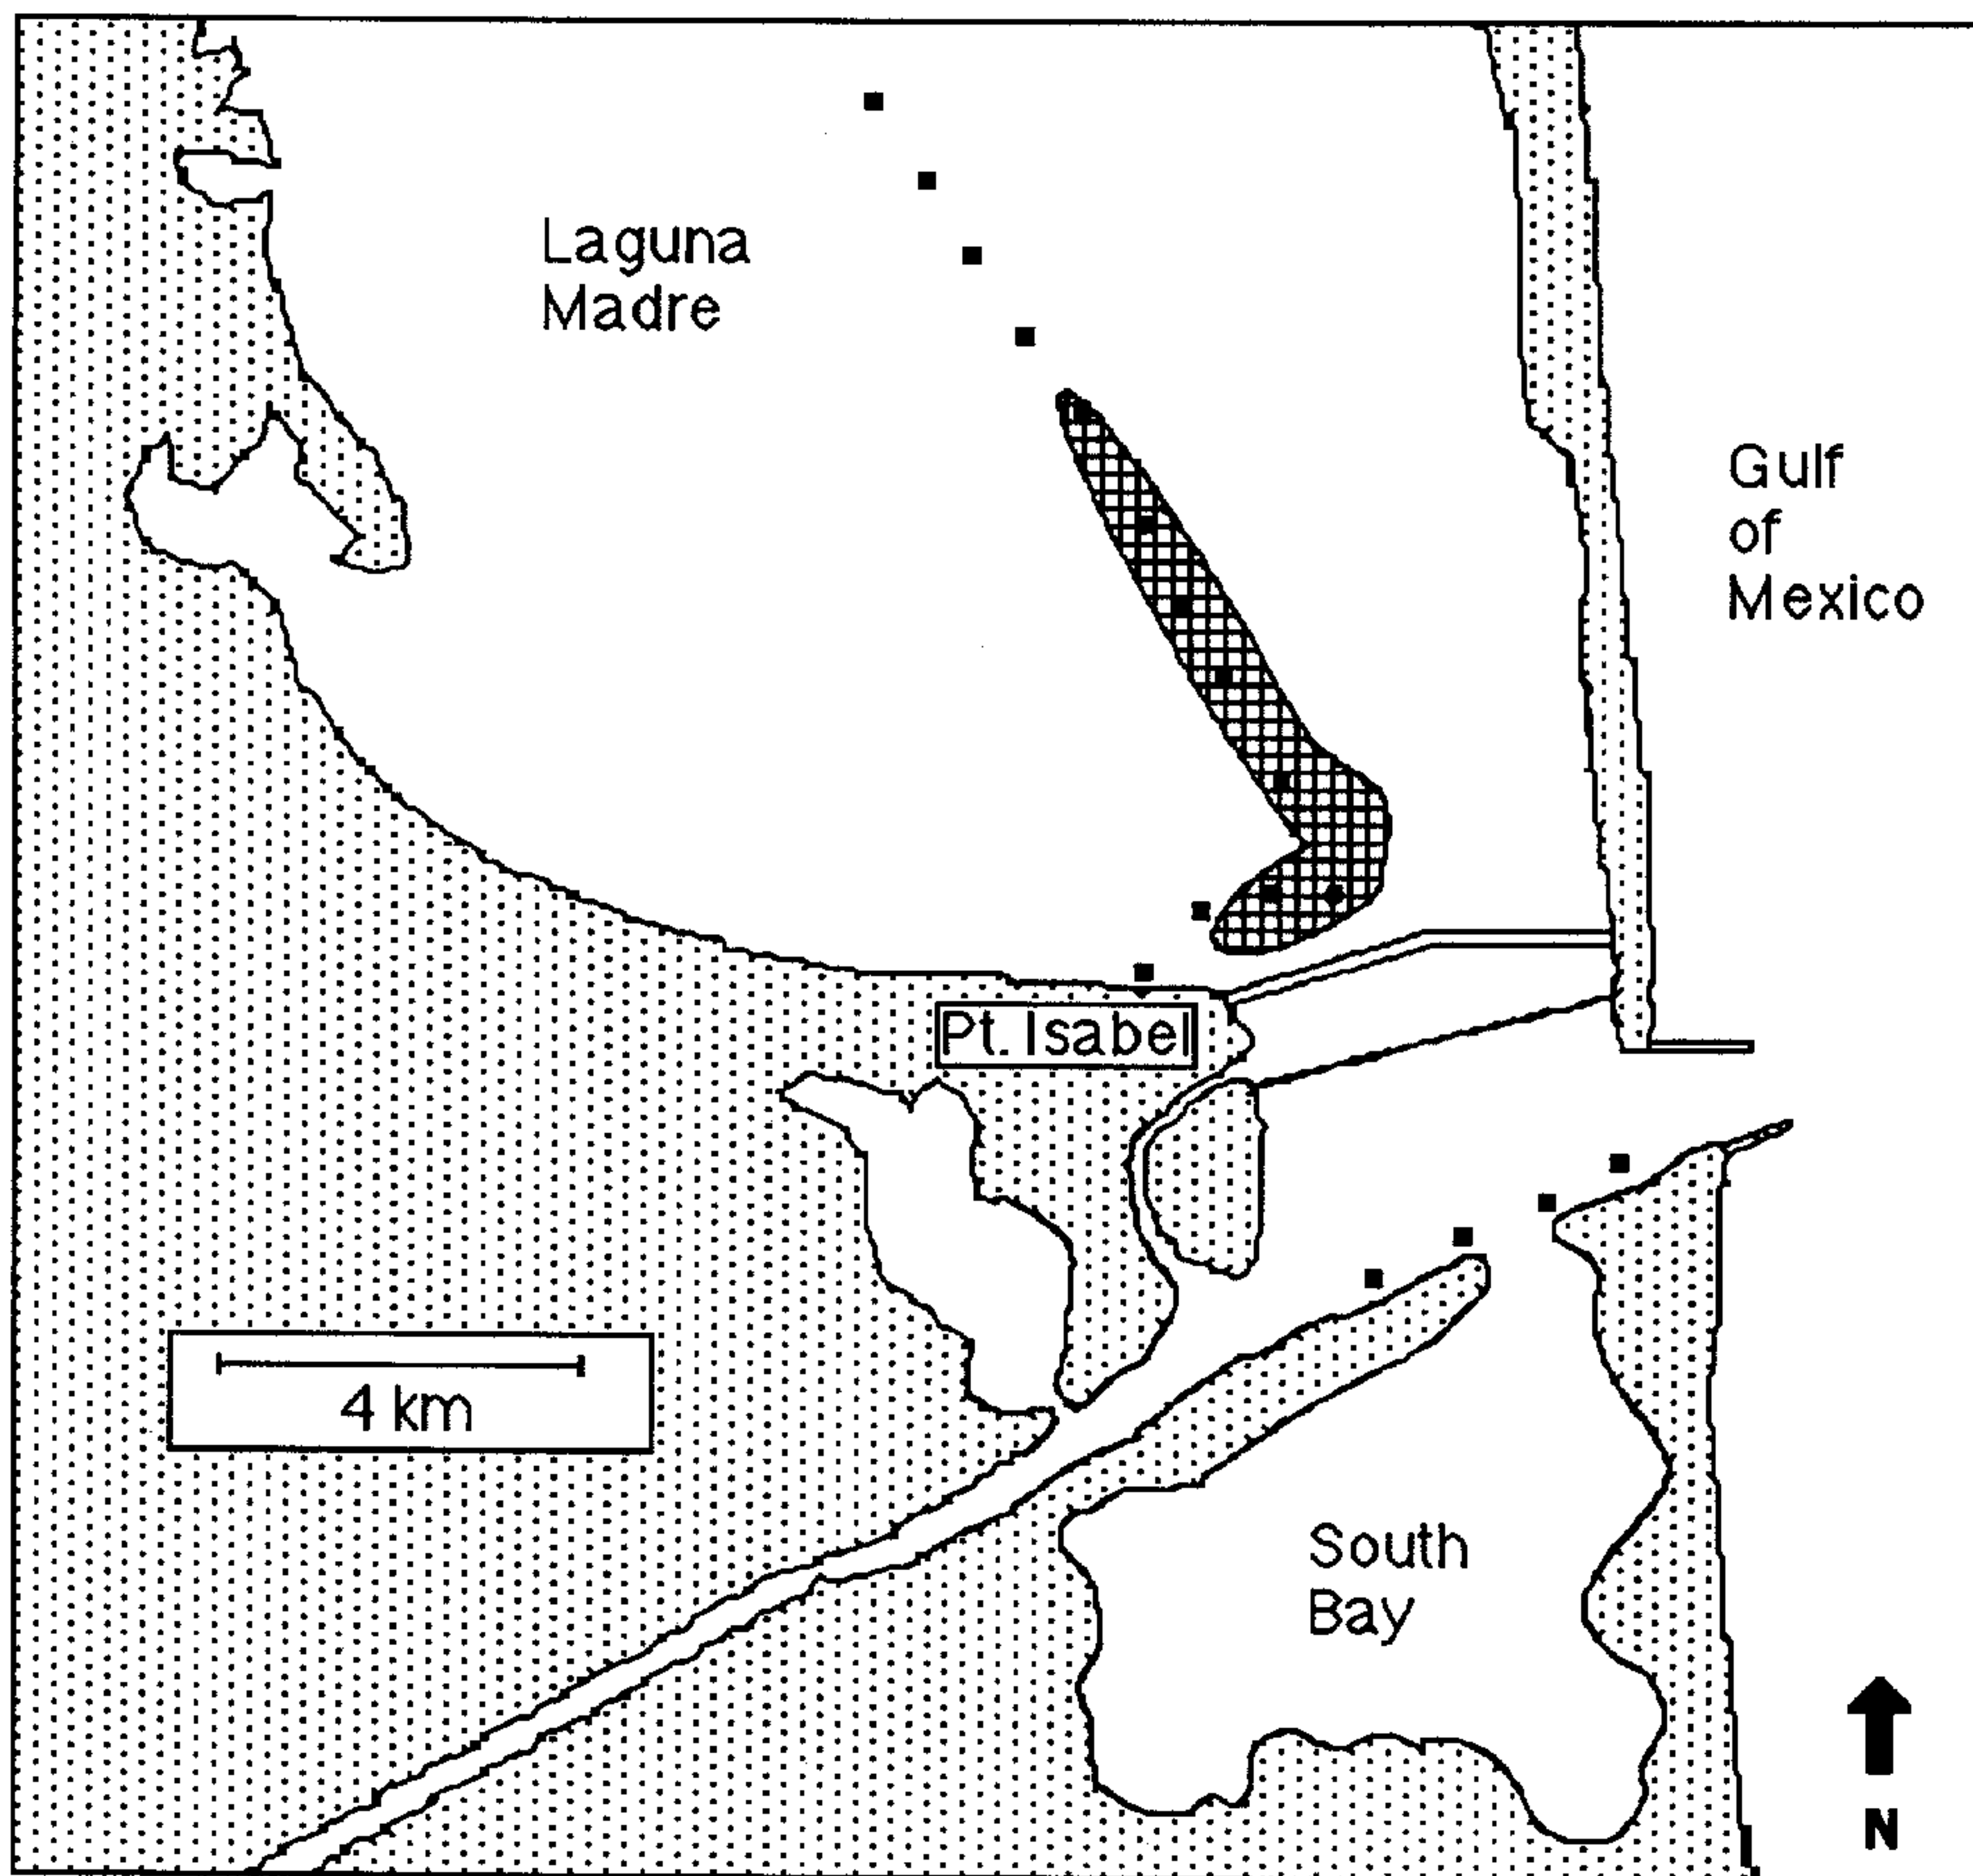 Laguna
Madre
Gulf
of
Mexico
Pt. Isabel
4 km
South
Bay
N